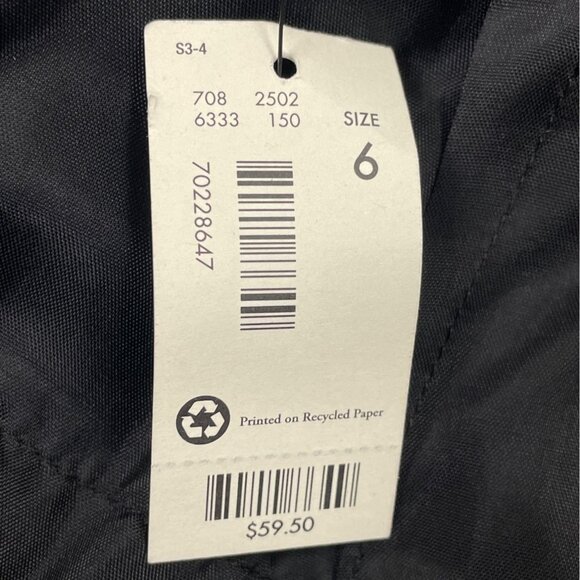 S3-4
708 2502
6333 150 SIZE
6
70228647
Printed on Recycled Paper
$59.50